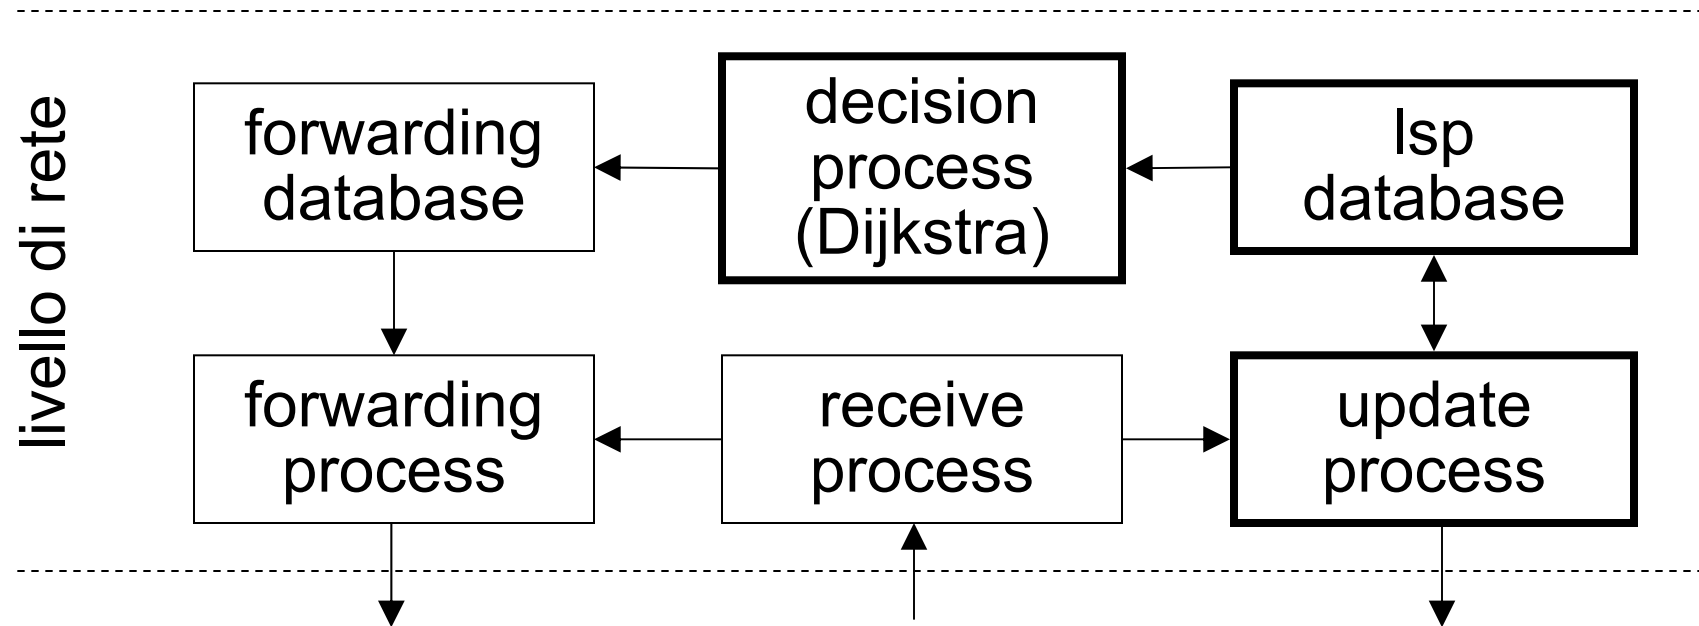 livello di rete
forwarding
database
decision
process
(Dijkstra)
lsp
database
forwarding
process
receive
process
update
process